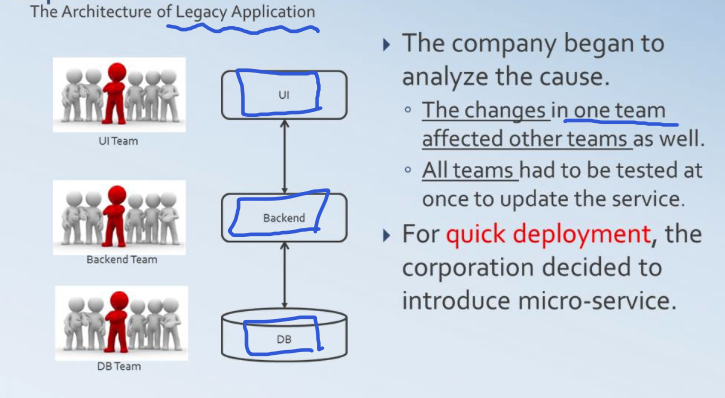 The Architecture of Legacy Application
UI Team
UI
Backend Team
Backend
DB Team
DB
The company began to
analyze the cause.
The changes in one team
affected other teams as well.
All teams had to be tested at
once to update the service.
For quick deployment, the
corporation decided to
introduce micro-service.